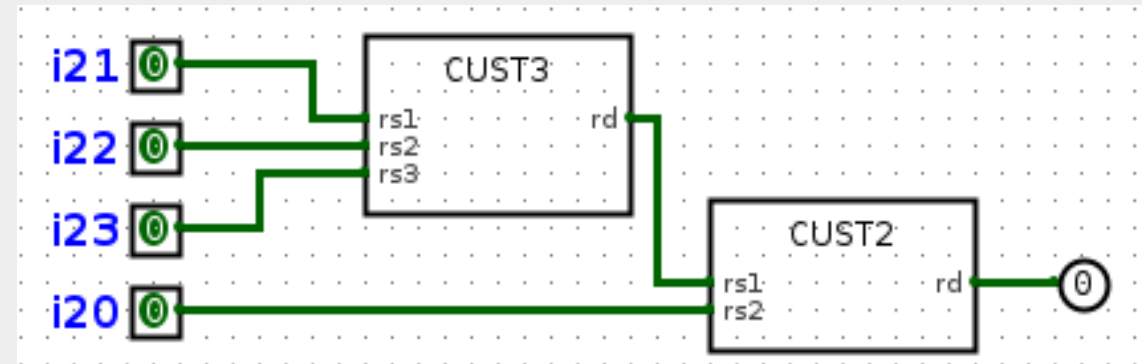 i21 0
CUST3
rs1 rd
i22 0 rs2
rs3
i23 0
CUST2
rs1 rd 0
i20 0 rs2